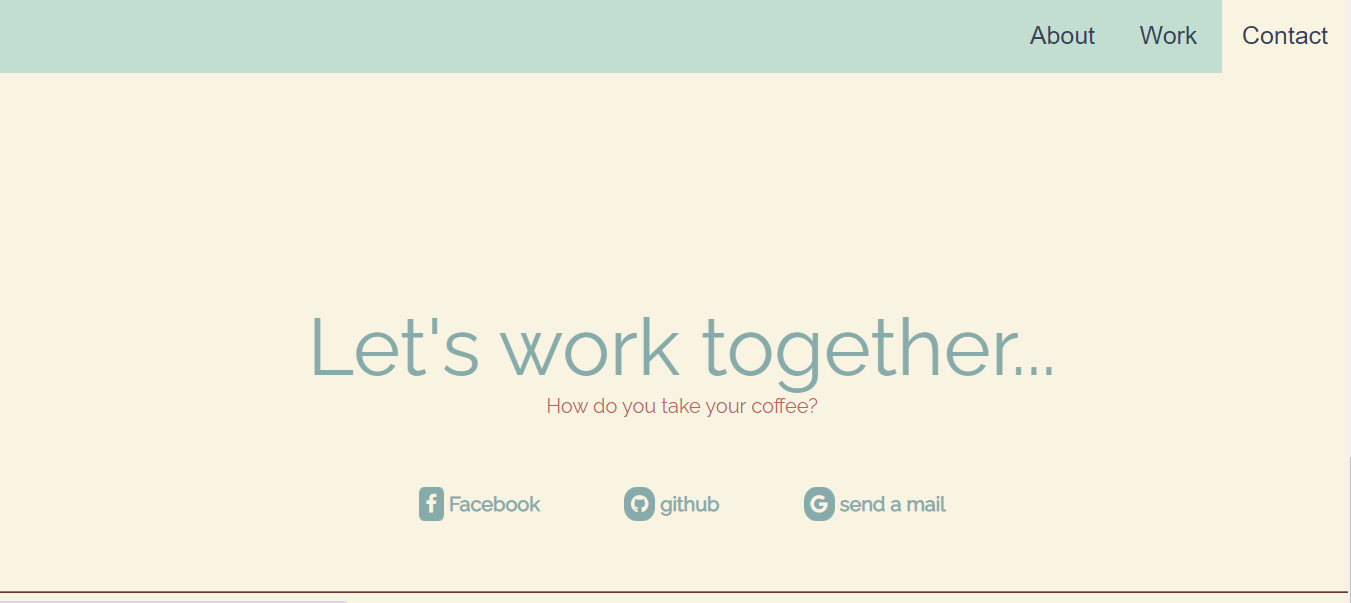 About Work Contact
Let's work together...
How do you take your coffee?
Facebook github send a mail